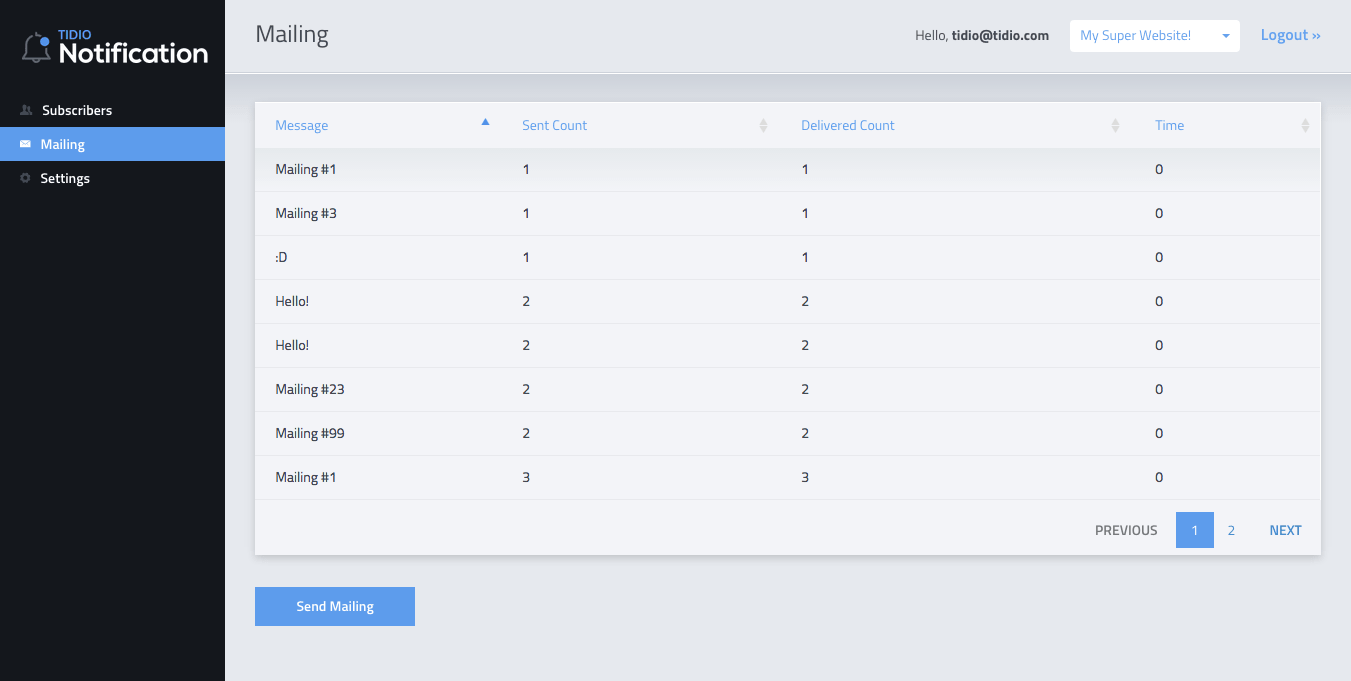 TIDIO
Notification
Subscribers
Mailing
Settings
Mailing
Hello, tidio@tidio.com
My Super Website!
Logout »
Message Sent Count Delivered Count Time
Mailing #1 1 1 0
Mailing #3 1 1 0
:D 1 1 0
Hello! 2 2 0
Hello! 2 2 0
Mailing #23 2 2 0
Mailing #99 2 2 0
Mailing #1 3 3 0
PREVIOUS 1 2 NEXT
Send Mailing